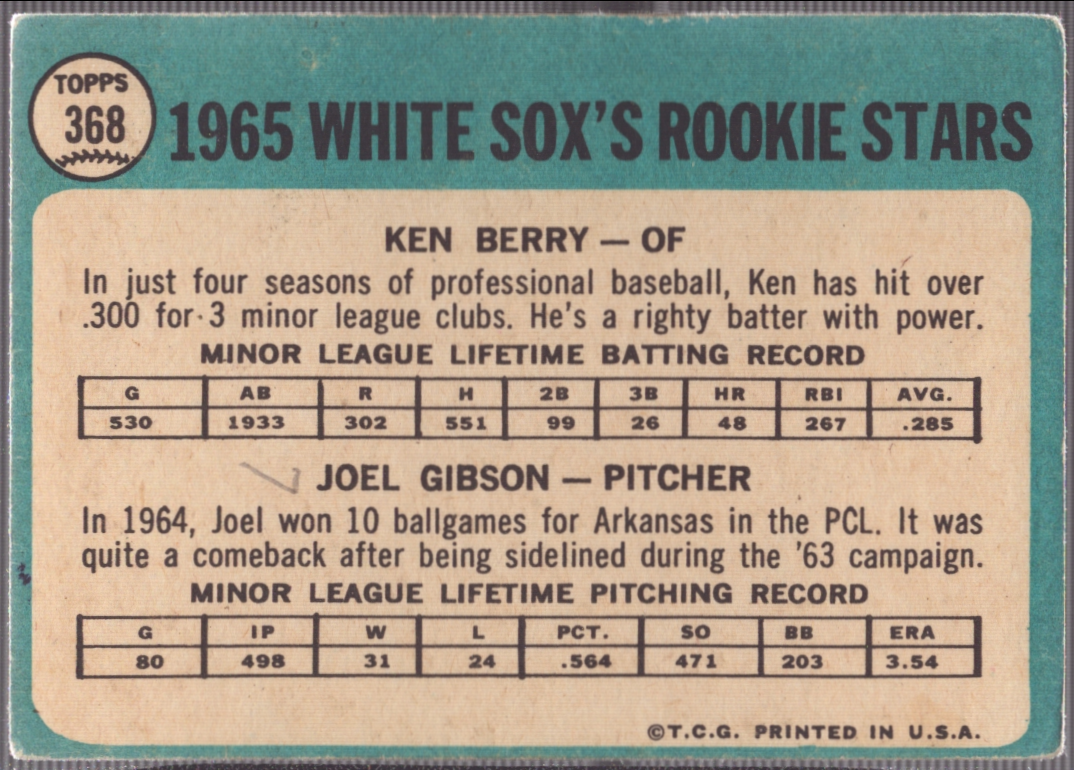 TOPPS
368
1965 WHITE SOX'S ROOKIE STARS
KEN BERRY — OF
In just four seasons of professional baseball, Ken has hit over
.300 for 3 minor league clubs. He's a righty batter with power.
MINOR LEAGUE LIFETIME BATTING RECORD
G AB R H 2B 3B HR RBI AVG.
530 1933 302 551 99 26 48 267 .285
JOEL GIBSON — PITCHER
In 1964, Joel won 10 ballgames for Arkansas in the PCL. It was
quite a comeback after being sidelined during the '63 campaign.
MINOR LEAGUE LIFETIME PITCHING RECORD
G IP W L PCT. SO BB ERA
80 498 31 24 .564 471 203 3.54
©T.C.G. PRINTED IN U.S.A.